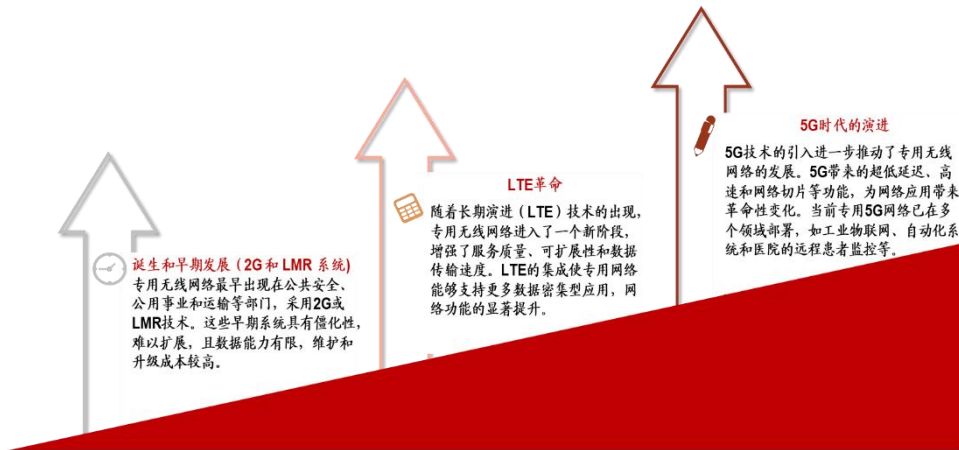 诞生和早期发展（2G 和 LMR 系统)
专用无线网络最早出现在公共安全、
公用事业和运输等部门，采用2G或
LMR技术。这些早期系统具有僵化性，
难以扩展，且数据能力有限，维护和
升级成本较高。
LTE革命
随着长期演进（LTE）技术的出现，
专用无线网络进入了一个新阶段，
增强了服务质量、可扩展性和数据
传输速度。LTE的集成使专用网络
能够支持更多数据密集型应用，网
络功能的显著提升。
5G时代的演进
5G技术的引入进一步推动了专用无线
网络的发展。5G带来的超低延迟、高
速和网络切片等功能，为网络应用带来
革命性变化。当前专用5G网络已在多
个领域部署，如工业物联网、自动化系
统和医院的远程患者监控等。